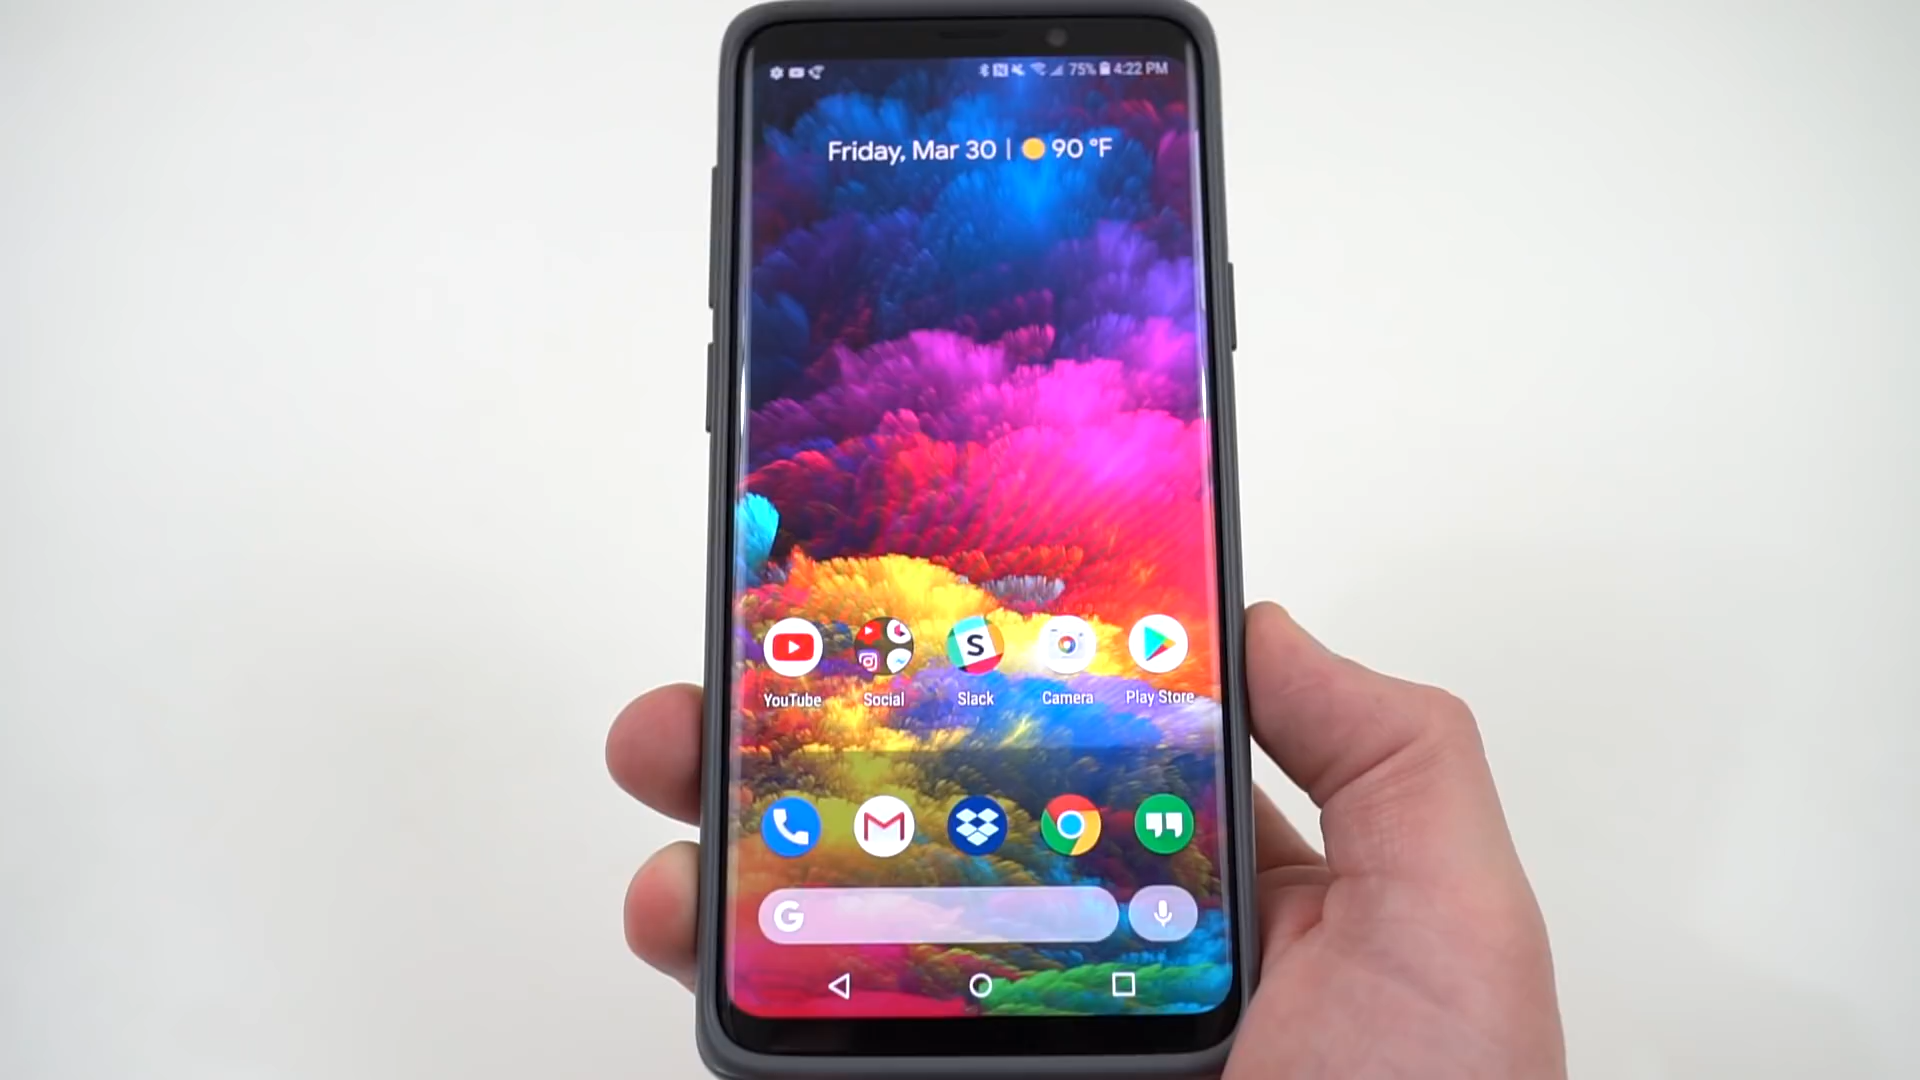 75% 4:22 PM
Friday, Mar 30 | 90 °F
YouTube Social Slack Camera Play Store